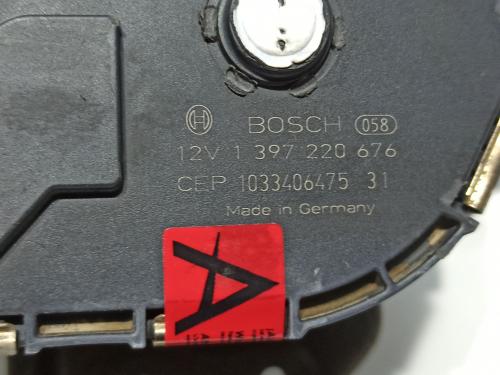 BOSCH 058
12V 1 397 220 676
CEP 1033406475 31
Made in Germany
A